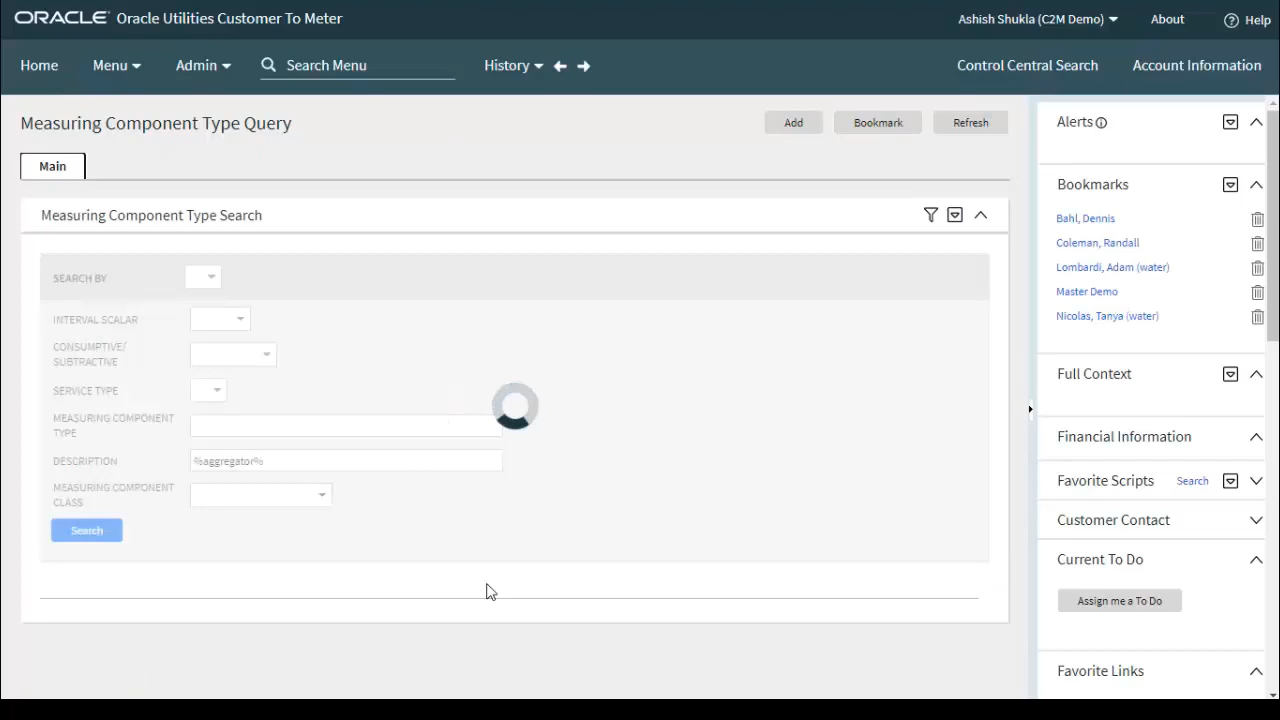 ORACLE Oracle Utilities Customer To Meter Ashish Shukla (C2M Demo) About Help
Home Menu Admin Search Menu History Control Central Search Account Information
Measuring Component Type Query Add Bookmark Refresh
Main
Measuring Component Type Search
SEARCH BY
INTERVAL SCALAR
CONSUMPTIVE/
SUBTRACTIVE
SERVICE TYPE
MEASURING COMPONENT
TYPE
DESCRIPTION %aggregator%
MEASURING COMPONENT
CLASS
Search
Alerts
Bookmarks
Bahl, Dennis
Coleman, Randall
Lombardi, Adam (water)
Master Demo
Nicolas, Tanya (water)
Full Context
Financial Information
Favorite Scripts Search
Customer Contact
Current To Do
Assign me a To Do
Favorite Links